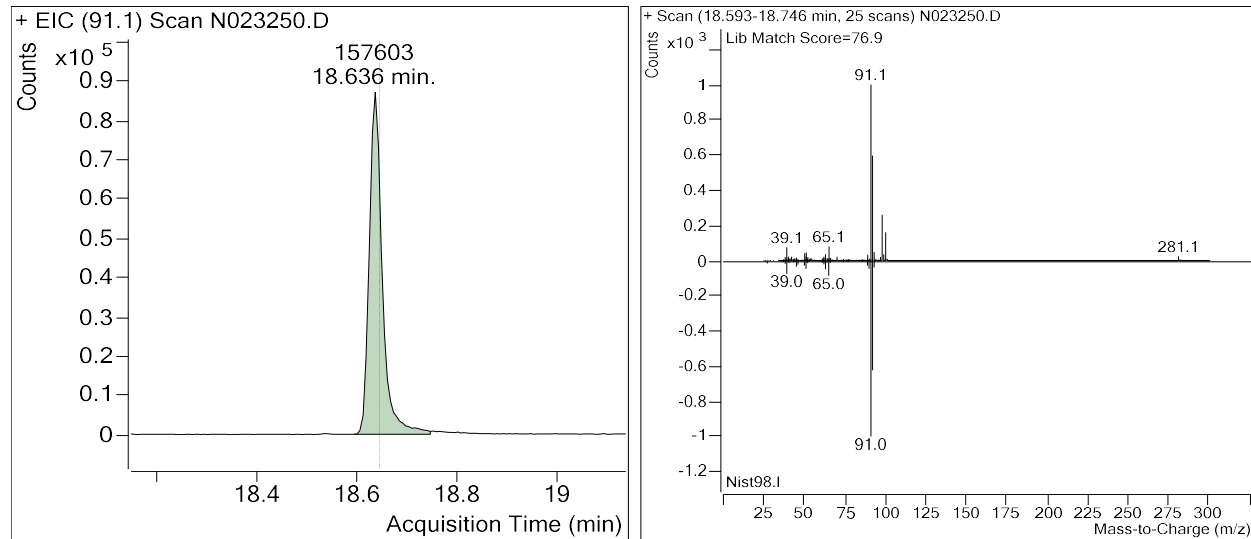 + EIC (91.1) Scan N023250.D
Counts
x10 5
157603
18.636 min.
0.9
0.8
0.7
0.6
0.5
0.4
0.3
0.2
0.1
0
18.4 18.6 18.8 19
Acquisition Time (min)
+ Scan (18.593-18.746 min, 25 scans) N023250.D
Counts
x10 3
Lib Match Score=76.9
91.1
1
0.8
0.6
0.4
0.2
0
-0.2
-0.4
-0.6
-0.8
-1
-1.2
39.1 65.1
281.1
39.0 65.0
91.0
Nist98.l
25 50 75 100 125 150 175 200 225 250 275 300
Mass-to-Charge (m/z)